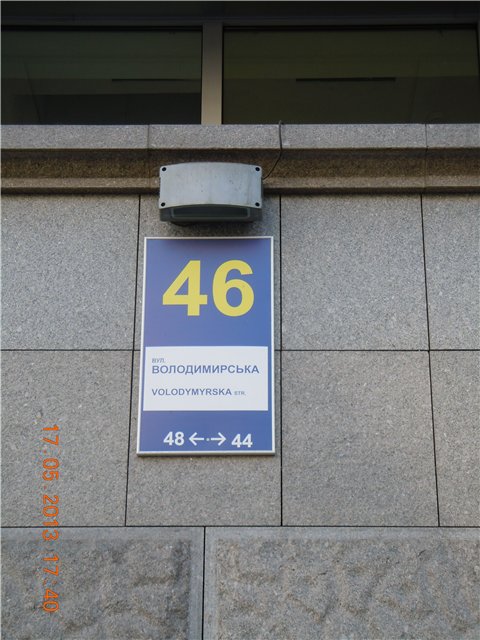 46
ВУЛ.
ВОЛОДИМИРСЬКА
VOLODYMYRSKA STR.
48 ←·→ 44
17.05.2013 17:40